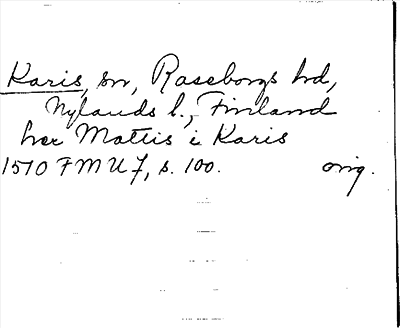 Karis, sn, Raseborgs hd,
Nylands l., Finland
her Mattis i Karis
1510 FMU 7, s. 100. orig.